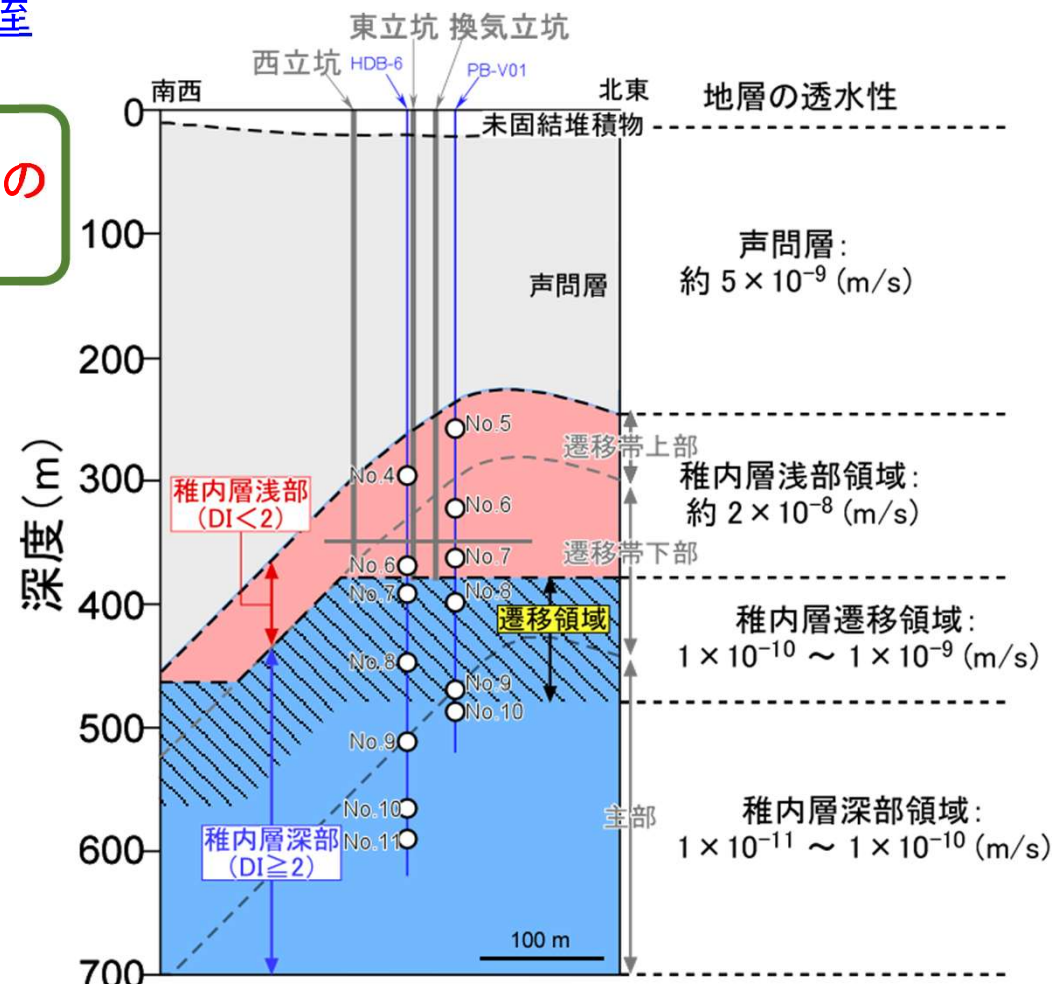 室
の
東立坑 換気立坑
西立坑 HDB-6 PB-V01
南西 北東 地層の透水性
0
未固結堆積物
100
声問層:
約 5×10⁻⁹ (m/s)
声問層
200
No.5
遷移帯上部
300
No.4
稚内層浅部領域:
約 2×10⁻⁸ (m/s)
稚内層浅部
(DI<2)
No.6
深度(m)
No.6
No.7
遷移帯下部
400
No.7
No.8
遷移領域
稚内層遷移領域:
1×10⁻¹⁰ ～ 1×10⁻⁹ (m/s)
No.8
No.9
500
No.10
No.9
No.10
主部
稚内層深部領域:
1×10⁻¹¹ ～ 1×10⁻¹⁰ (m/s)
600
No.11
稚内層深部
(DI≧2)
100 m
700